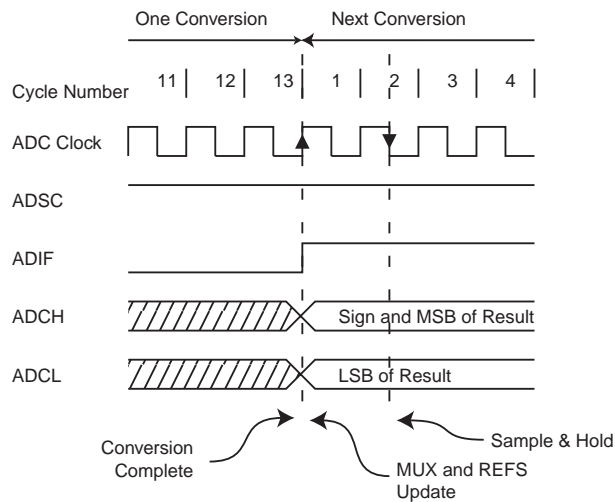 One Conversion Next Conversion
Cycle Number 11 12 13 1 2 3 4
ADC Clock
ADSC
ADIF
ADCH Sign and MSB of Result
ADCL LSB of Result
Conversion
Complete
MUX and REFS
Update
Sample & Hold